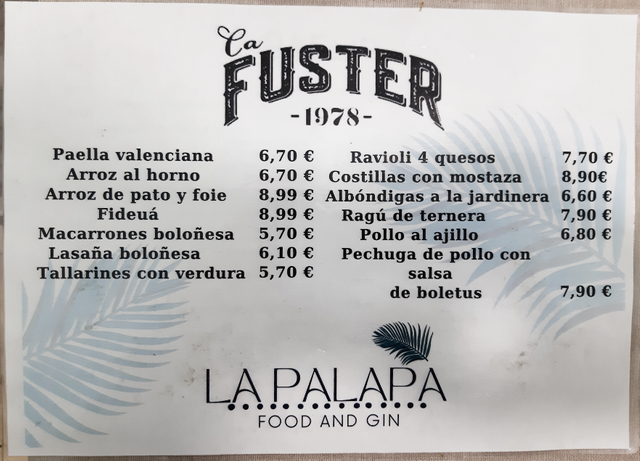 Ca
FUSTER
-1978-
Paella valenciana 6,70 €
Arroz al horno 6,70 €
Arroz de pato y foie 8,99 €
Fideuá 8,99 €
Macarrones boloñesa 5,70 €
Lasaña boloñesa 6,10 €
Tallarines con verdura 5,70 €
Ravioli 4 quesos 7,70 €
Costillas con mostaza 8,90€
Albóndigas a la jardinera 6,60 €
Ragú de ternera 7,90 €
Pollo al ajillo 6,80 €
Pechuga de pollo con
salsa
de boletus 7,90 €
LA PALAPA
FOOD AND GIN